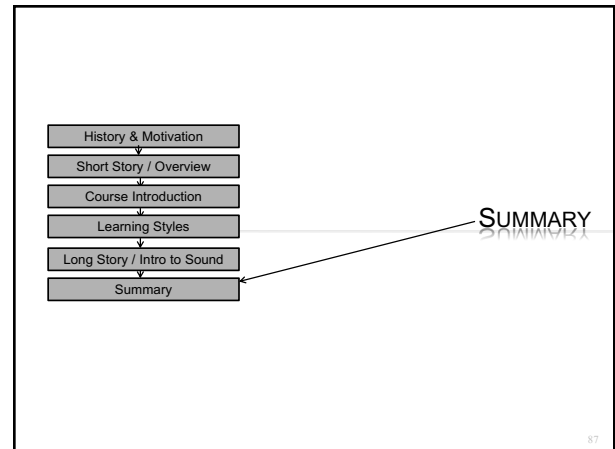 History & Motivation
Short Story / Overview
Course Introduction
Learning Styles
Long Story / Intro to Sound
Summary
SUMMARY
87